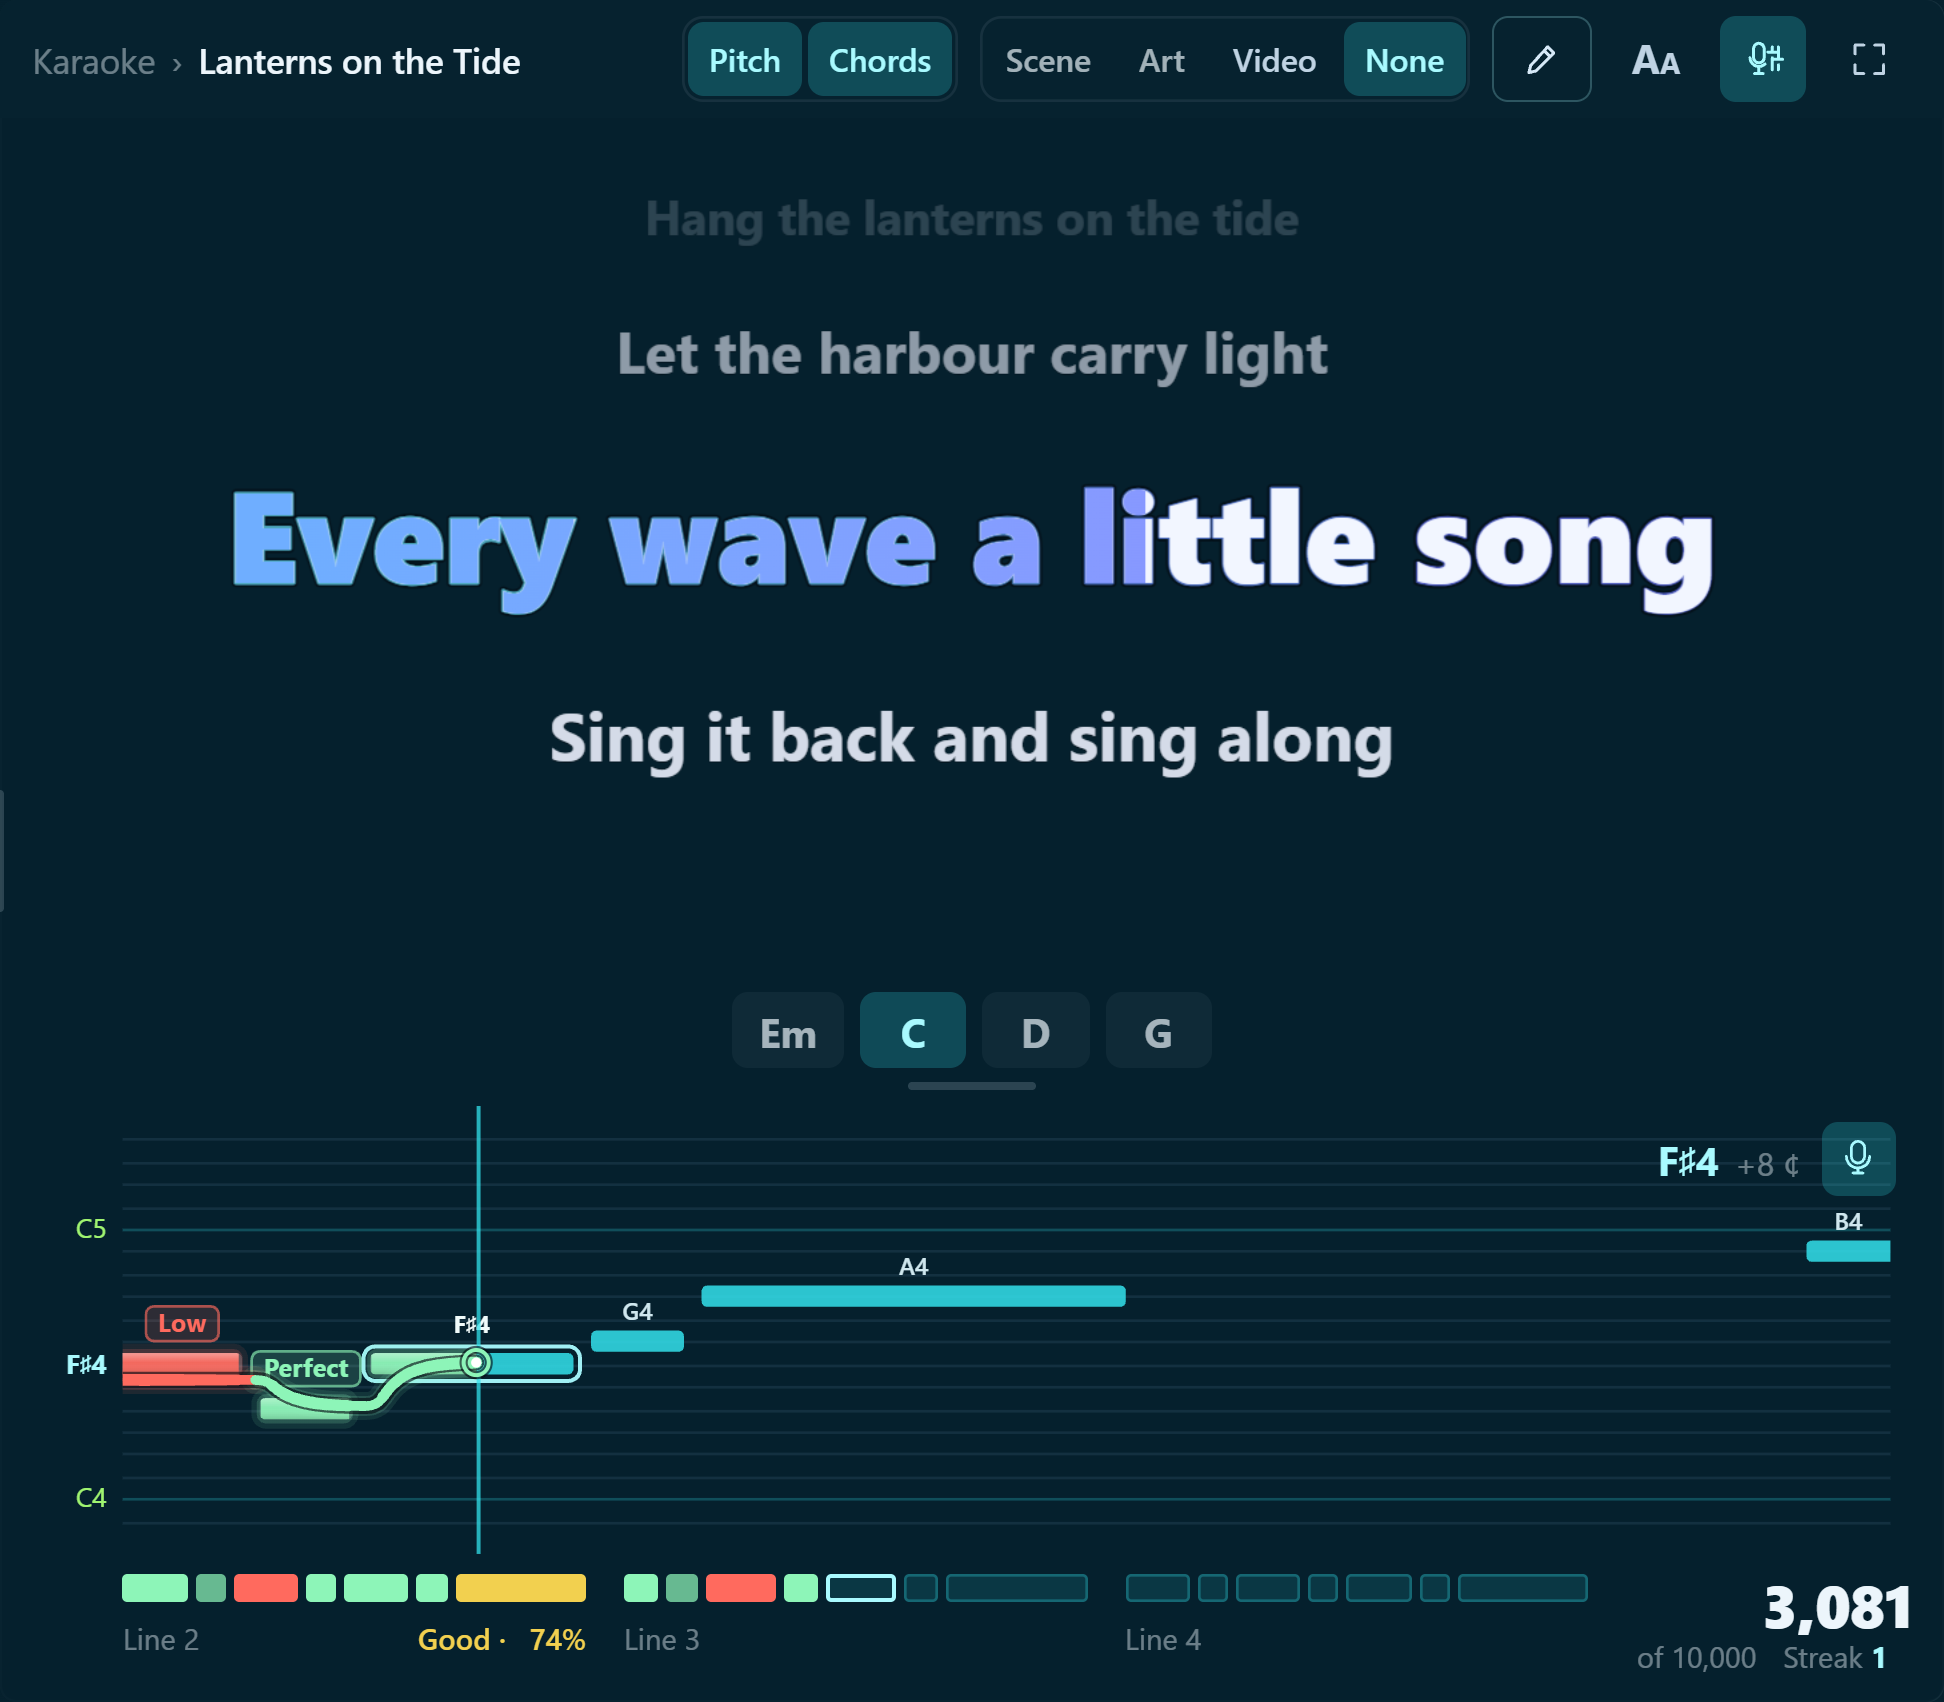 Karaoke › Lanterns on the Tide
Pitch Chords Scene Art Video None AA
Hang the lanterns on the tide
Let the harbour carry light
Every wave a little song
Sing it back and sing along
Em C D G
F♯4 +8 ¢
B4
C5
A4
G4
Low
F♯4
F♯4
Perfect
C4
Line 2 Good · 74% Line 3 Line 4
3,081
of 10,000 Streak 1